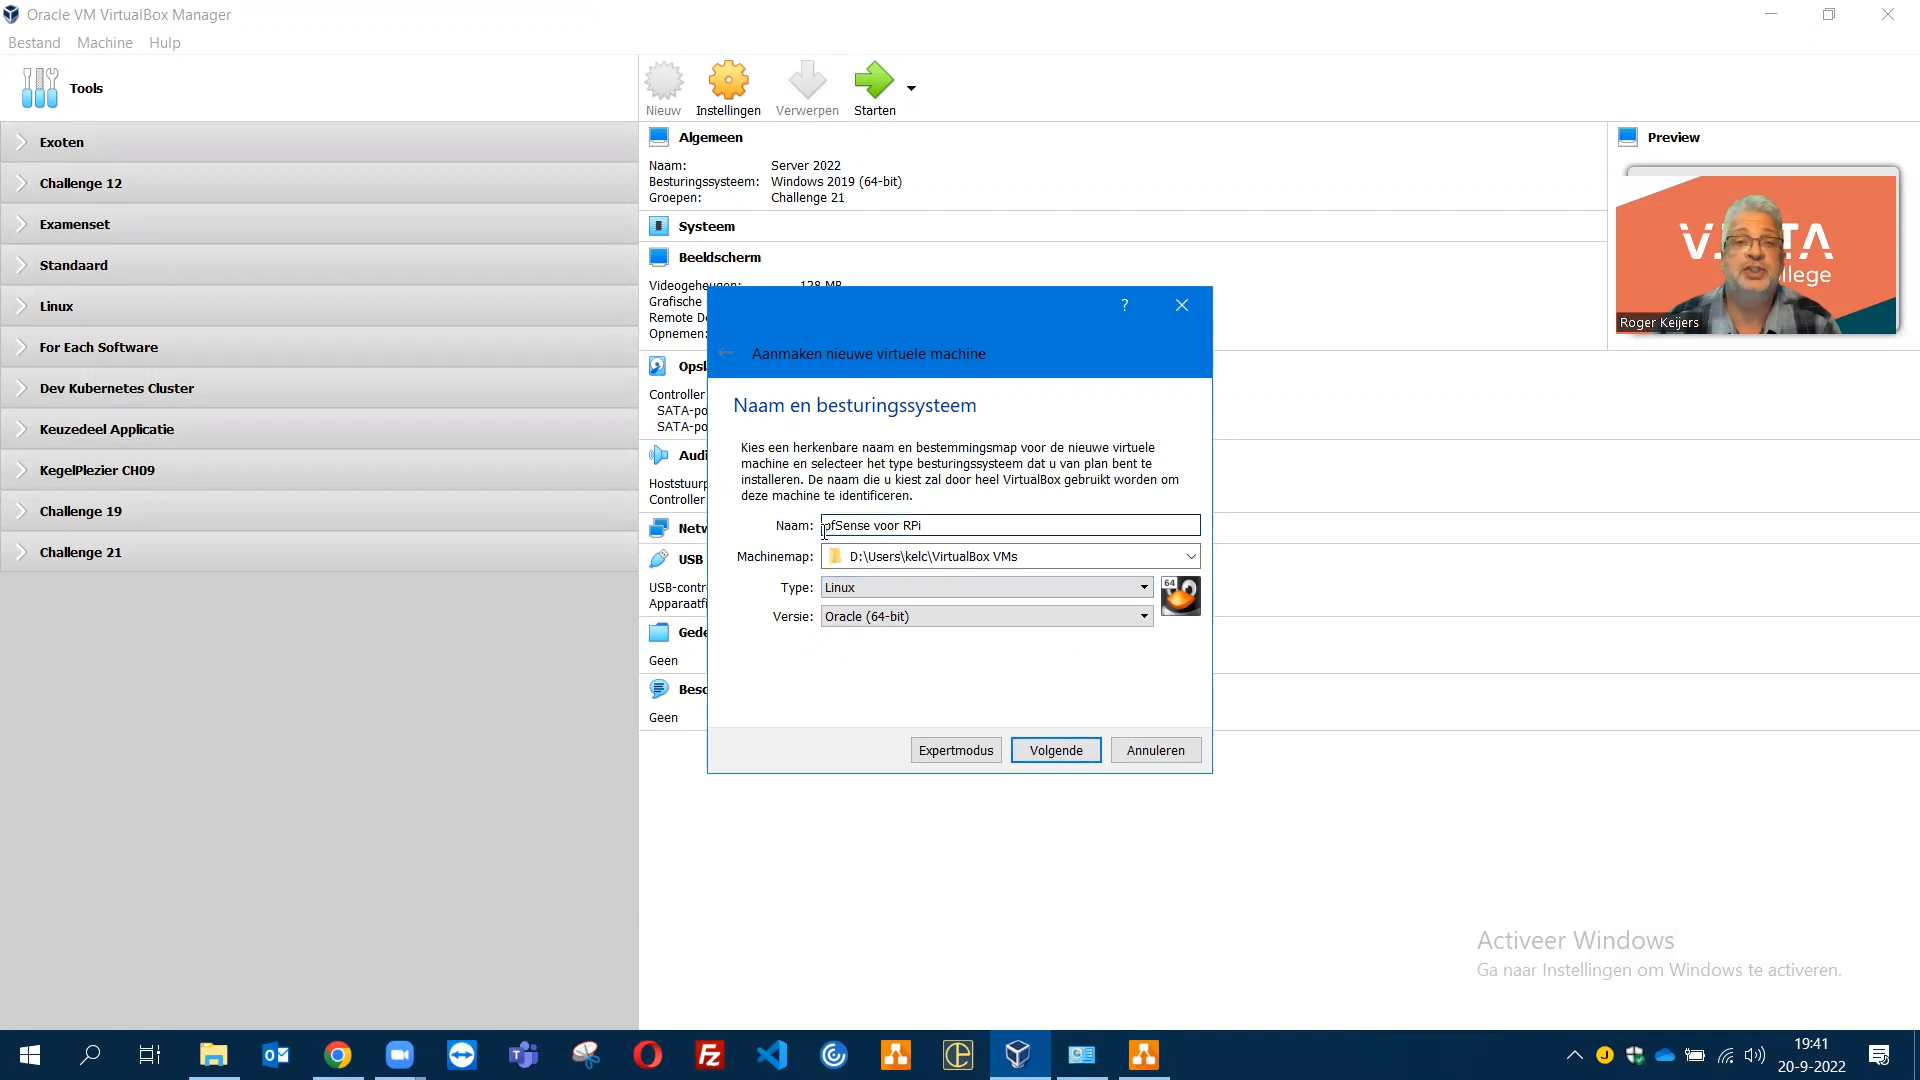 Oracle VM VirtualBox Manager
Bestand Machine Hulp
Tools
Exoten
Challenge 12
Examenset
Standaard
Linux
For Each Software
Dev Kubernetes Cluster
Keuzedeel Applicatie
KegelPlezier CH09
Challenge 19
Challenge 21
Nieuw Instellingen Verwerpen Starten
Algemeen
Naam: Server 2022
Besturingssysteem: Windows 2019 (64-bit)
Groepen: Challenge 21
Systeem
Beeldscherm
Videogeheugen: 128 MB
Grafische
Remote De
Opnemen:
Opsl
Controller
SATA-po
SATA-po
Audi
Hoststuurp
Controller
Netw
USB
USB-contr
Apparaatfi
Gede
Geen
Besc
Geen
Preview
llege
Roger Keijers
?
Aanmaken nieuwe virtuele machine
Naam en besturingssysteem
Kies een herkenbare naam en bestemmingsmap voor de nieuwe virtuele
machine en selecteer het type besturingssysteem dat u van plan bent te
installeren. De naam die u kiest zal door heel VirtualBox gebruikt worden om
deze machine te identificeren.
Naam: pfSense voor RPi
Machinemap: D:\Users\kelc\VirtualBox VMs
Type: Linux
64
Versie: Oracle (64-bit)
Expertmodus Volgende Annuleren
Activeer Windows
Ga naar Instellingen om Windows te activeren.
19:41
20-9-2022